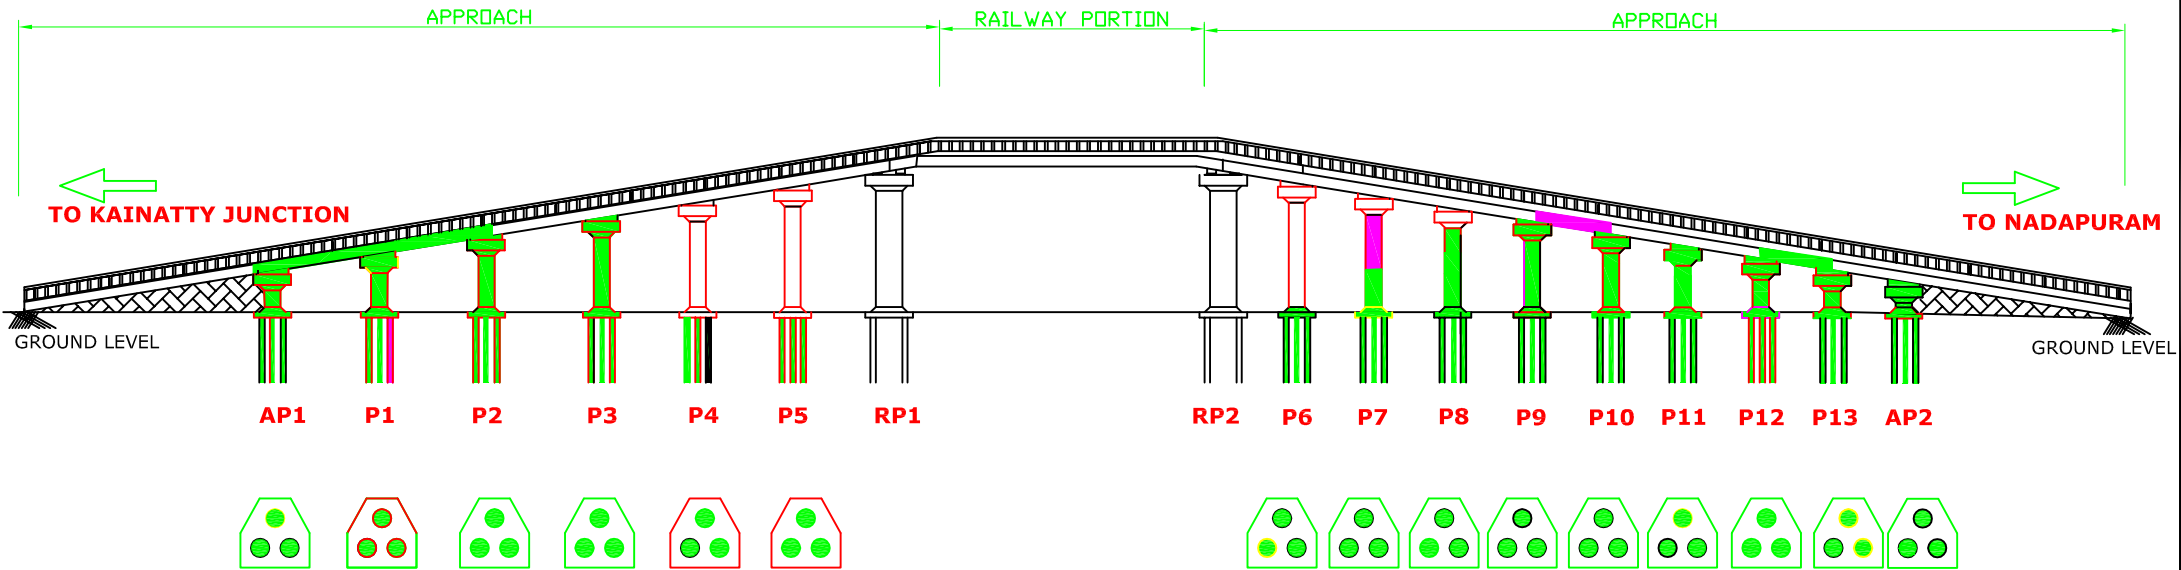 APPROACH
RAILWAY PORTION
APPROACH
TO KAINATTY JUNCTION
TO NADAPURAM
GROUND LEVEL
GROUND LEVEL
AP1 P1 P2 P3 P4 P5 RP1 RP2 P6 P7 P8 P9 P10 P11 P12 P13 AP2